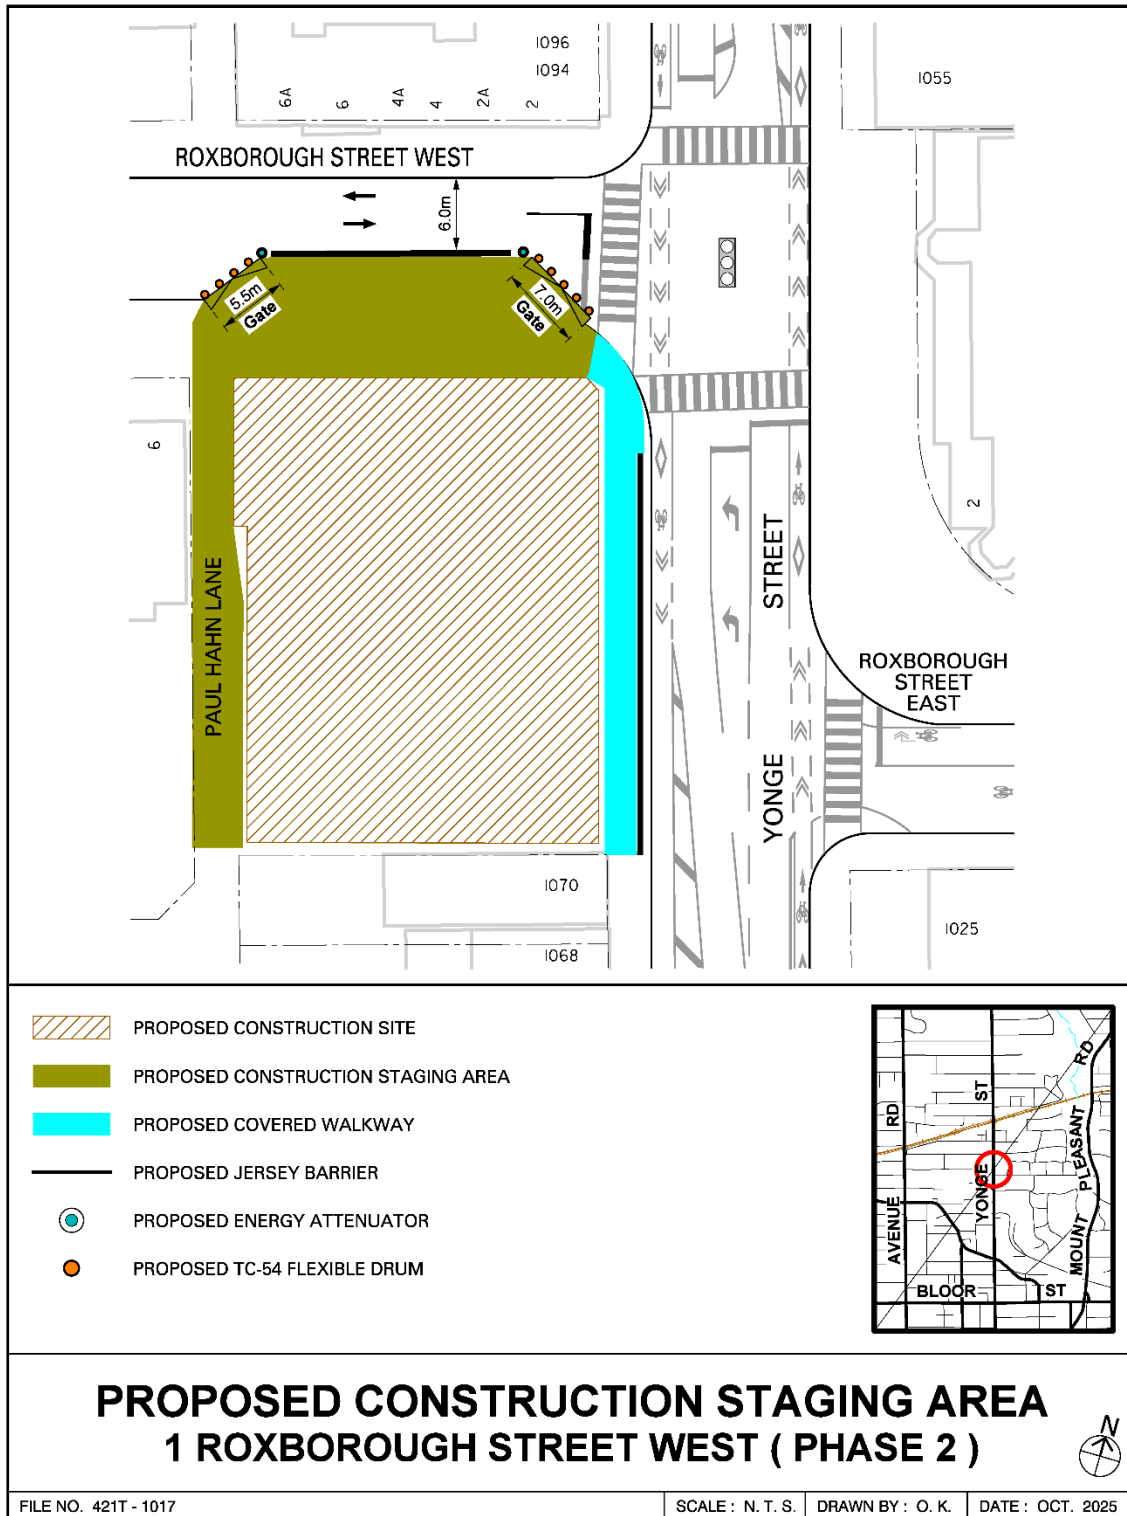 1096
1094
1055
6A
6
4A
4
2A
2
ROXBOROUGH STREET WEST
6.0m
5.5m
Gate
7.0m
Gate
6
2
PAUL HAHN LANE
YONGE STREET
ROXBOROUGH
STREET
EAST
1070
1068
1025
PROPOSED CONSTRUCTION SITE
PROPOSED CONSTRUCTION STAGING AREA
PROPOSED COVERED WALKWAY
PROPOSED JERSEY BARRIER
PROPOSED ENERGY ATTENUATOR
PROPOSED TC-54 FLEXIBLE DRUM
AVENUE RD
YONGE ST
MOUNT PLEASANT RD
BLOOR ST
PROPOSED CONSTRUCTION STAGING AREA
1 ROXBOROUGH STREET WEST ( PHASE 2 )
N
FILE NO. 421T - 1017
SCALE : N. T. S.
DRAWN BY : O. K.
DATE : OCT. 2025